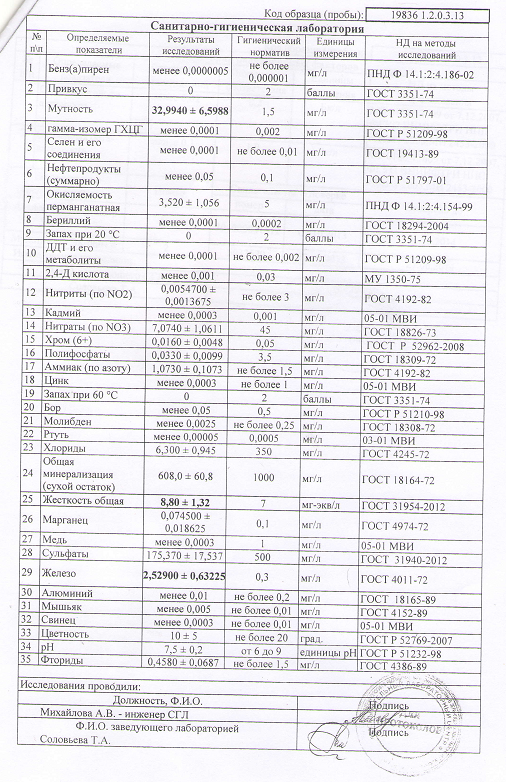 Код образца (пробы): 19836 1.2.0.3.13
Санитарно-гигиеническая лаборатория
№ п\п Определяемые показатели Результаты исследований Гигиенический норматив Единицы измерения НД на методы исследований
1 Бенз(а)пирен менее 0,0000005 не более 0,000001 мг/л ПНД Ф 14.1:2:4.186-02
2 Привкус 0 2 баллы ГОСТ 3351-74
3 Мутность 32,9940 ± 6,5988 1,5 мг/л ГОСТ 3351-74
4 гамма-изомер ГХЦГ менее 0,0001 0,002 мг/л ГОСТ Р 51209-98
5 Селен и его соединения менее 0,0001 не более 0,01 мг/л ГОСТ 19413-89
6 Нефтепродукты (суммарно) менее 0,05 0,1 мг/л ГОСТ Р 51797-01
7 Окисляемость перманганатная 3,520 ± 1,056 5 мг/л ПНД Ф 14.1:2:4.154-99
8 Бериллий менее 0,0001 0,0002 мг/л ГОСТ 18294-2004
9 Запах при 20 °С 0 2 баллы ГОСТ 3351-74
10 ДДТ и его метаболиты менее 0,0001 не более 0,002 мг/л ГОСТ Р 51209-98
11 2,4-Д кислота менее 0,001 0,03 мг/л МУ 1350-75
12 Нитриты (по NO2) 0,0054700 ± 0,0013675 не более 3 мг/л ГОСТ 4192-82
13 Кадмий менее 0,0003 0,001 мг/л 05-01 МВИ
14 Нитраты (по NO3) 7,0740 ± 1,0611 45 мг/л ГОСТ 18826-73
15 Хром (6+) 0,0160 ± 0,0048 0,05 мг/л ГОСТ Р 52962-2008
16 Полифосфаты 0,0330 ± 0,0099 3,5 мг/л ГОСТ 18309-72
17 Аммиак (по азоту) 1,0730 ± 0,1073 не более 1,5 мг/л ГОСТ 4192-82
18 Цинк менее 0,0003 не более 1 мг/л 05-01 МВИ
19 Запах при 60 °С 0 2 баллы ГОСТ 3351-74
20 Бор менее 0,05 0,5 мг/л ГОСТ Р 51210-98
21 Молибден менее 0,0025 не более 0,25 мг/л ГОСТ 18308-72
22 Ртуть менее 0,00005 0,0005 мг/л 03-01 МВИ
23 Хлориды 6,300 ± 0,945 350 мг/л ГОСТ 4245-72
24 Общая минерализация (сухой остаток) 608,0 ± 60,8 1000 мг/л ГОСТ 18164-72
25 Жесткость общая 8,80 ± 1,32 7 мг-экв/л ГОСТ 31954-2012
26 Марганец 0,074500 ± 0,018625 0,1 мг/л ГОСТ 4974-72
27 Медь менее 0,0003 1 мг/л 05-01 МВИ
28 Сульфаты 175,370 ± 17,537 500 мг/л ГОСТ 31940-2012
29 Железо 2,52900 ± 0,63225 0,3 мг/л ГОСТ 4011-72
30 Алюминий менее 0,01 не более 0,2 мг/л ГОСТ 18165-89
31 Мышьяк менее 0,005 не более 0,01 мг/л ГОСТ 4152-89
32 Свинец менее 0,0003 не более 0,01 мг/л 05-01 МВИ
33 Цветность 10 ± 5 не более 20 град. ГОСТ Р 52769-2007
34 pH 7,5 ± 0,2 от 6 до 9 единицы pH ГОСТ Р 51232-98
35 Фториды 0,4580 ± 0,0687 не более 1,5 мг/л ГОСТ 4386-89
Исследования проводили:
Должность, Ф.И.О. Подпись
Михайлова А.В. - инженер СГЛ
Ф.И.О. заведующего лабораторией Подпись
Соловьева Т.А.